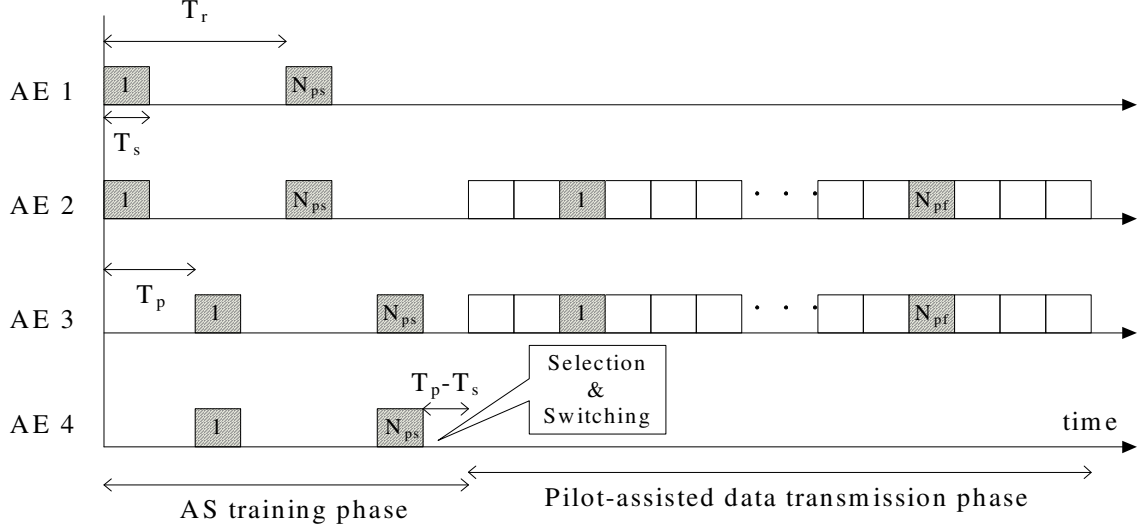 T_r
AE 1
1
N_ps
T_s
AE 2
1
N_ps
1
. . .
N_pf
T_p
AE 3
1
N_ps
1
. . .
N_pf
T_p-T_s
Selection
&
Switching
AE 4
1
N_ps
time
AS training phase
Pilot-assisted data transmission phase